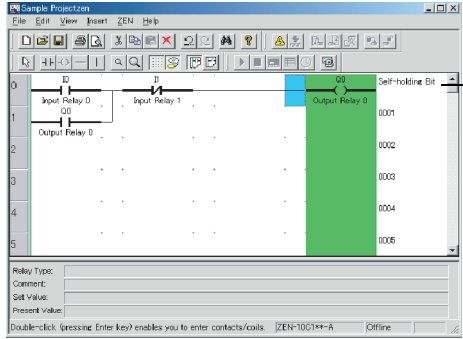 Sample Projectzen
File Edit View Insert ZEN Help
0 I0 I1 Q0 Self-holding Bit
Input Relay 0 Input Relay 1 Output Relay 0
1 Q0 0001
Output Relay 0
2 0002
3 0003
4 0004
5 0005
Relay Type:
Comment:
Set Value:
Present Value:
Double-click (pressing Enter key) enables you to enter contacts/coils. ZEN-10C1**-A Offline